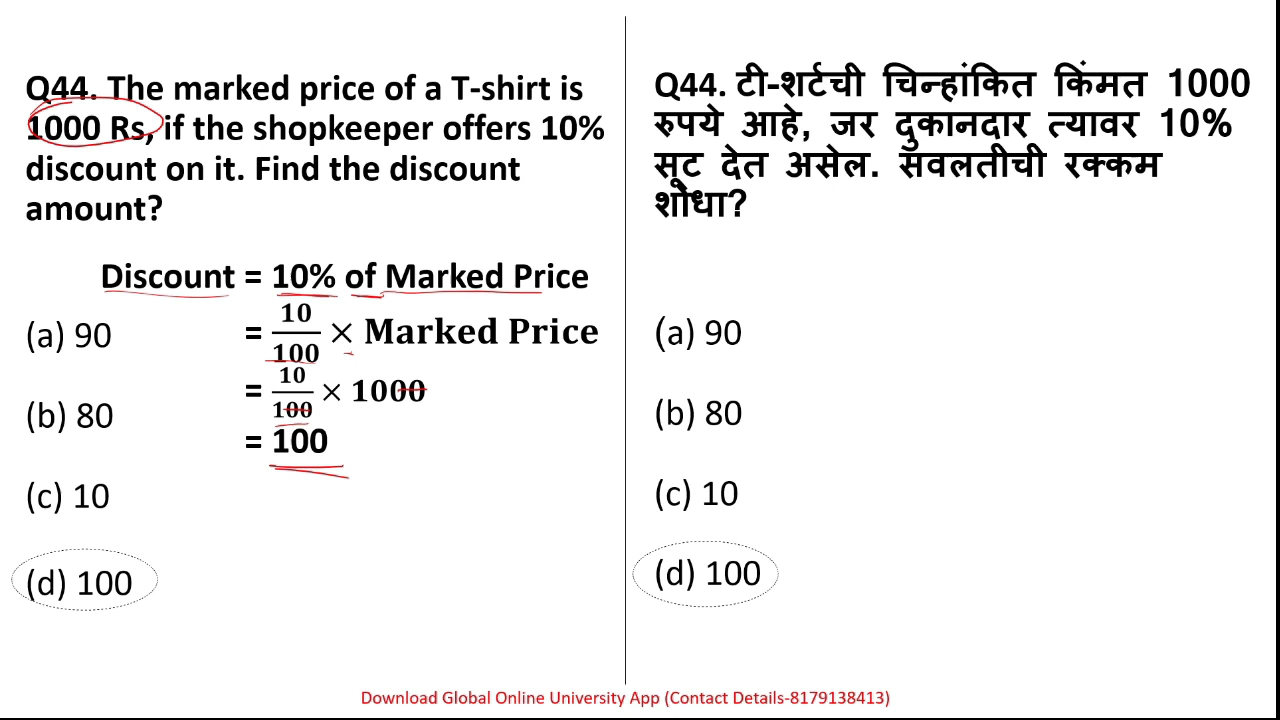 Q44. The marked price of a T-shirt is
1000 Rs, if the shopkeeper offers 10%
discount on it. Find the discount
amount?
Discount = 10% of Marked Price
= 10/100 × Marked Price
= 10/100 × 1000
= 100
(a) 90
(b) 80
(c) 10
(d) 100
Q44. टी-शर्टची चिन्हांकित किंमत 1000
रुपये आहे, जर दुकानदार त्यावर 10%
सूट देत असेल. सवलतीची रक्कम
शोधा?
(a) 90
(b) 80
(c) 10
(d) 100
Download Global Online University App (Contact Details-8179138413)